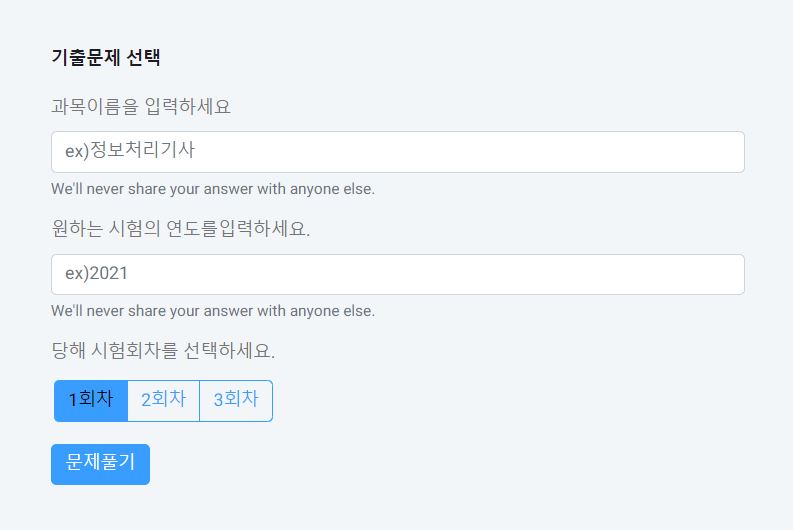 기출문제 선택
과목이름을 입력하세요
ex)정보처리기사
We'll never share your answer with anyone else.
원하는 시험의 연도를입력하세요.
ex)2021
We'll never share your answer with anyone else.
당해 시험회차를 선택하세요.
1회차 2회차 3회차
문제풀기